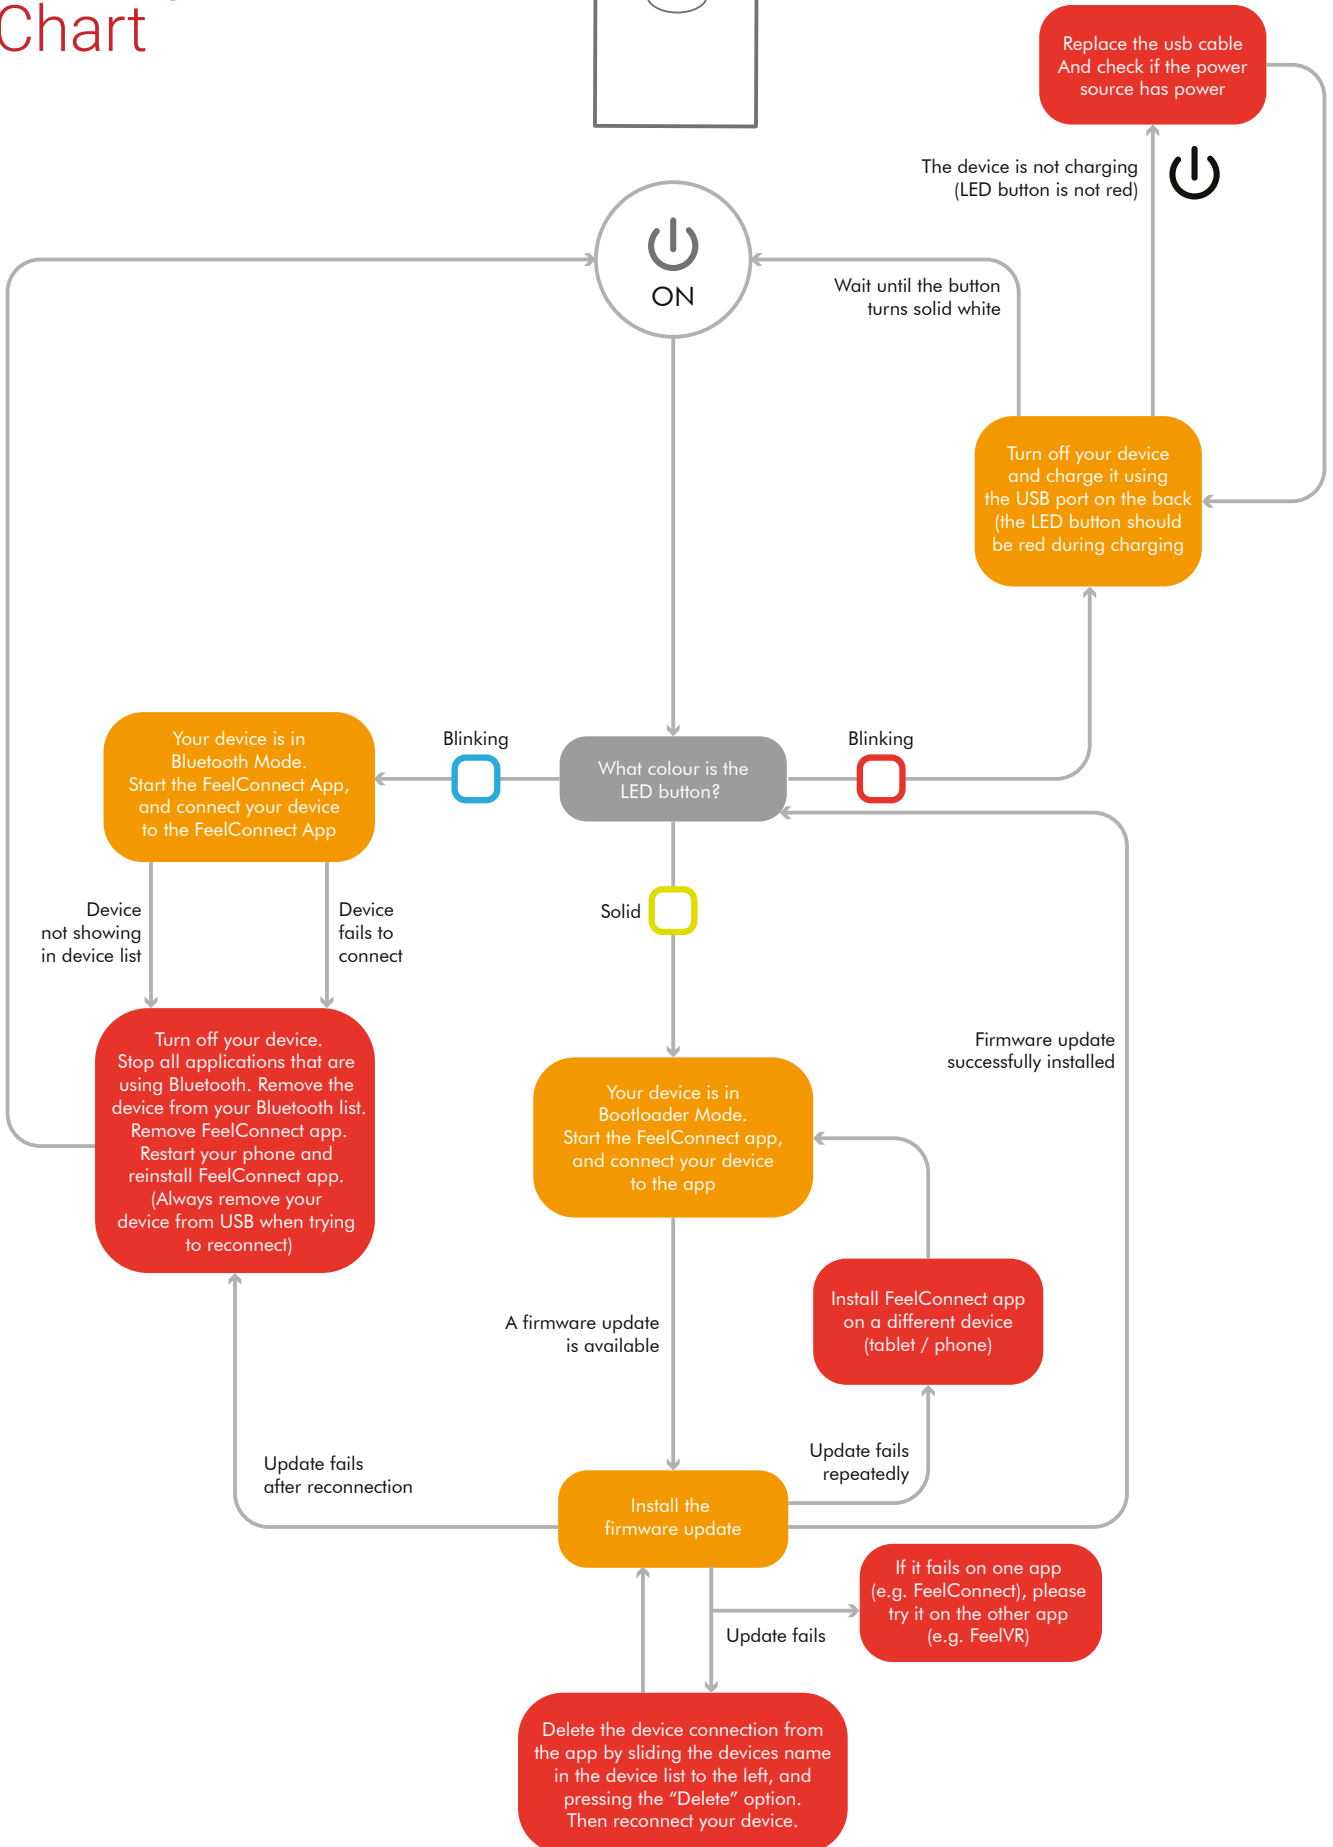 Chart
Replace the usb cable
And check if the power
source has power
The device is not charging
(LED button is not red)
ON
Wait until the button
turns solid white
Turn off your device
and charge it using
the USB port on the back
(the LED button should
be red during charging
Your device is in
Bluetooth Mode.
Start the FeelConnect App,
and connect your device
to the FeelConnect App
Blinking
What colour is the
LED button?
Blinking
Device
not showing
in device list
Device
fails to
connect
Solid
Turn off your device.
Stop all applications that are
using Bluetooth. Remove the
device from your Bluetooth list.
Remove FeelConnect app.
Restart your phone and
reinstall FeelConnect app.
(Always remove your
device from USB when trying
to reconnect)
Firmware update
successfully installed
Your device is in
Bootloader Mode.
Start the FeelConnect app,
and connect your device
to the app
Install FeelConnect app
on a different device
(tablet / phone)
A firmware update
is available
Update fails
after reconnection
Update fails
repeatedly
Install the
firmware update
If it fails on one app
(e.g. FeelConnect), please
try it on the other app
(e.g. FeelVR)
Update fails
Delete the device connection from
the app by sliding the devices name
in the device list to the left, and
pressing the “Delete” option.
Then reconnect your device.